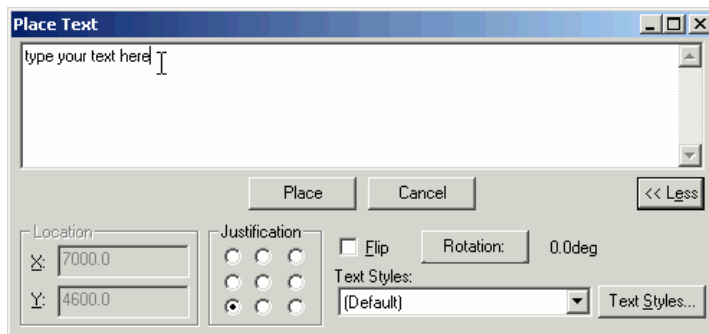 Place Text
type your text here
Place Cancel << Less
Location Justification
Flip Rotation: 0.0deg
X: 7000.0
Text Styles:
Y: 4600.0
(Default) Text Styles...